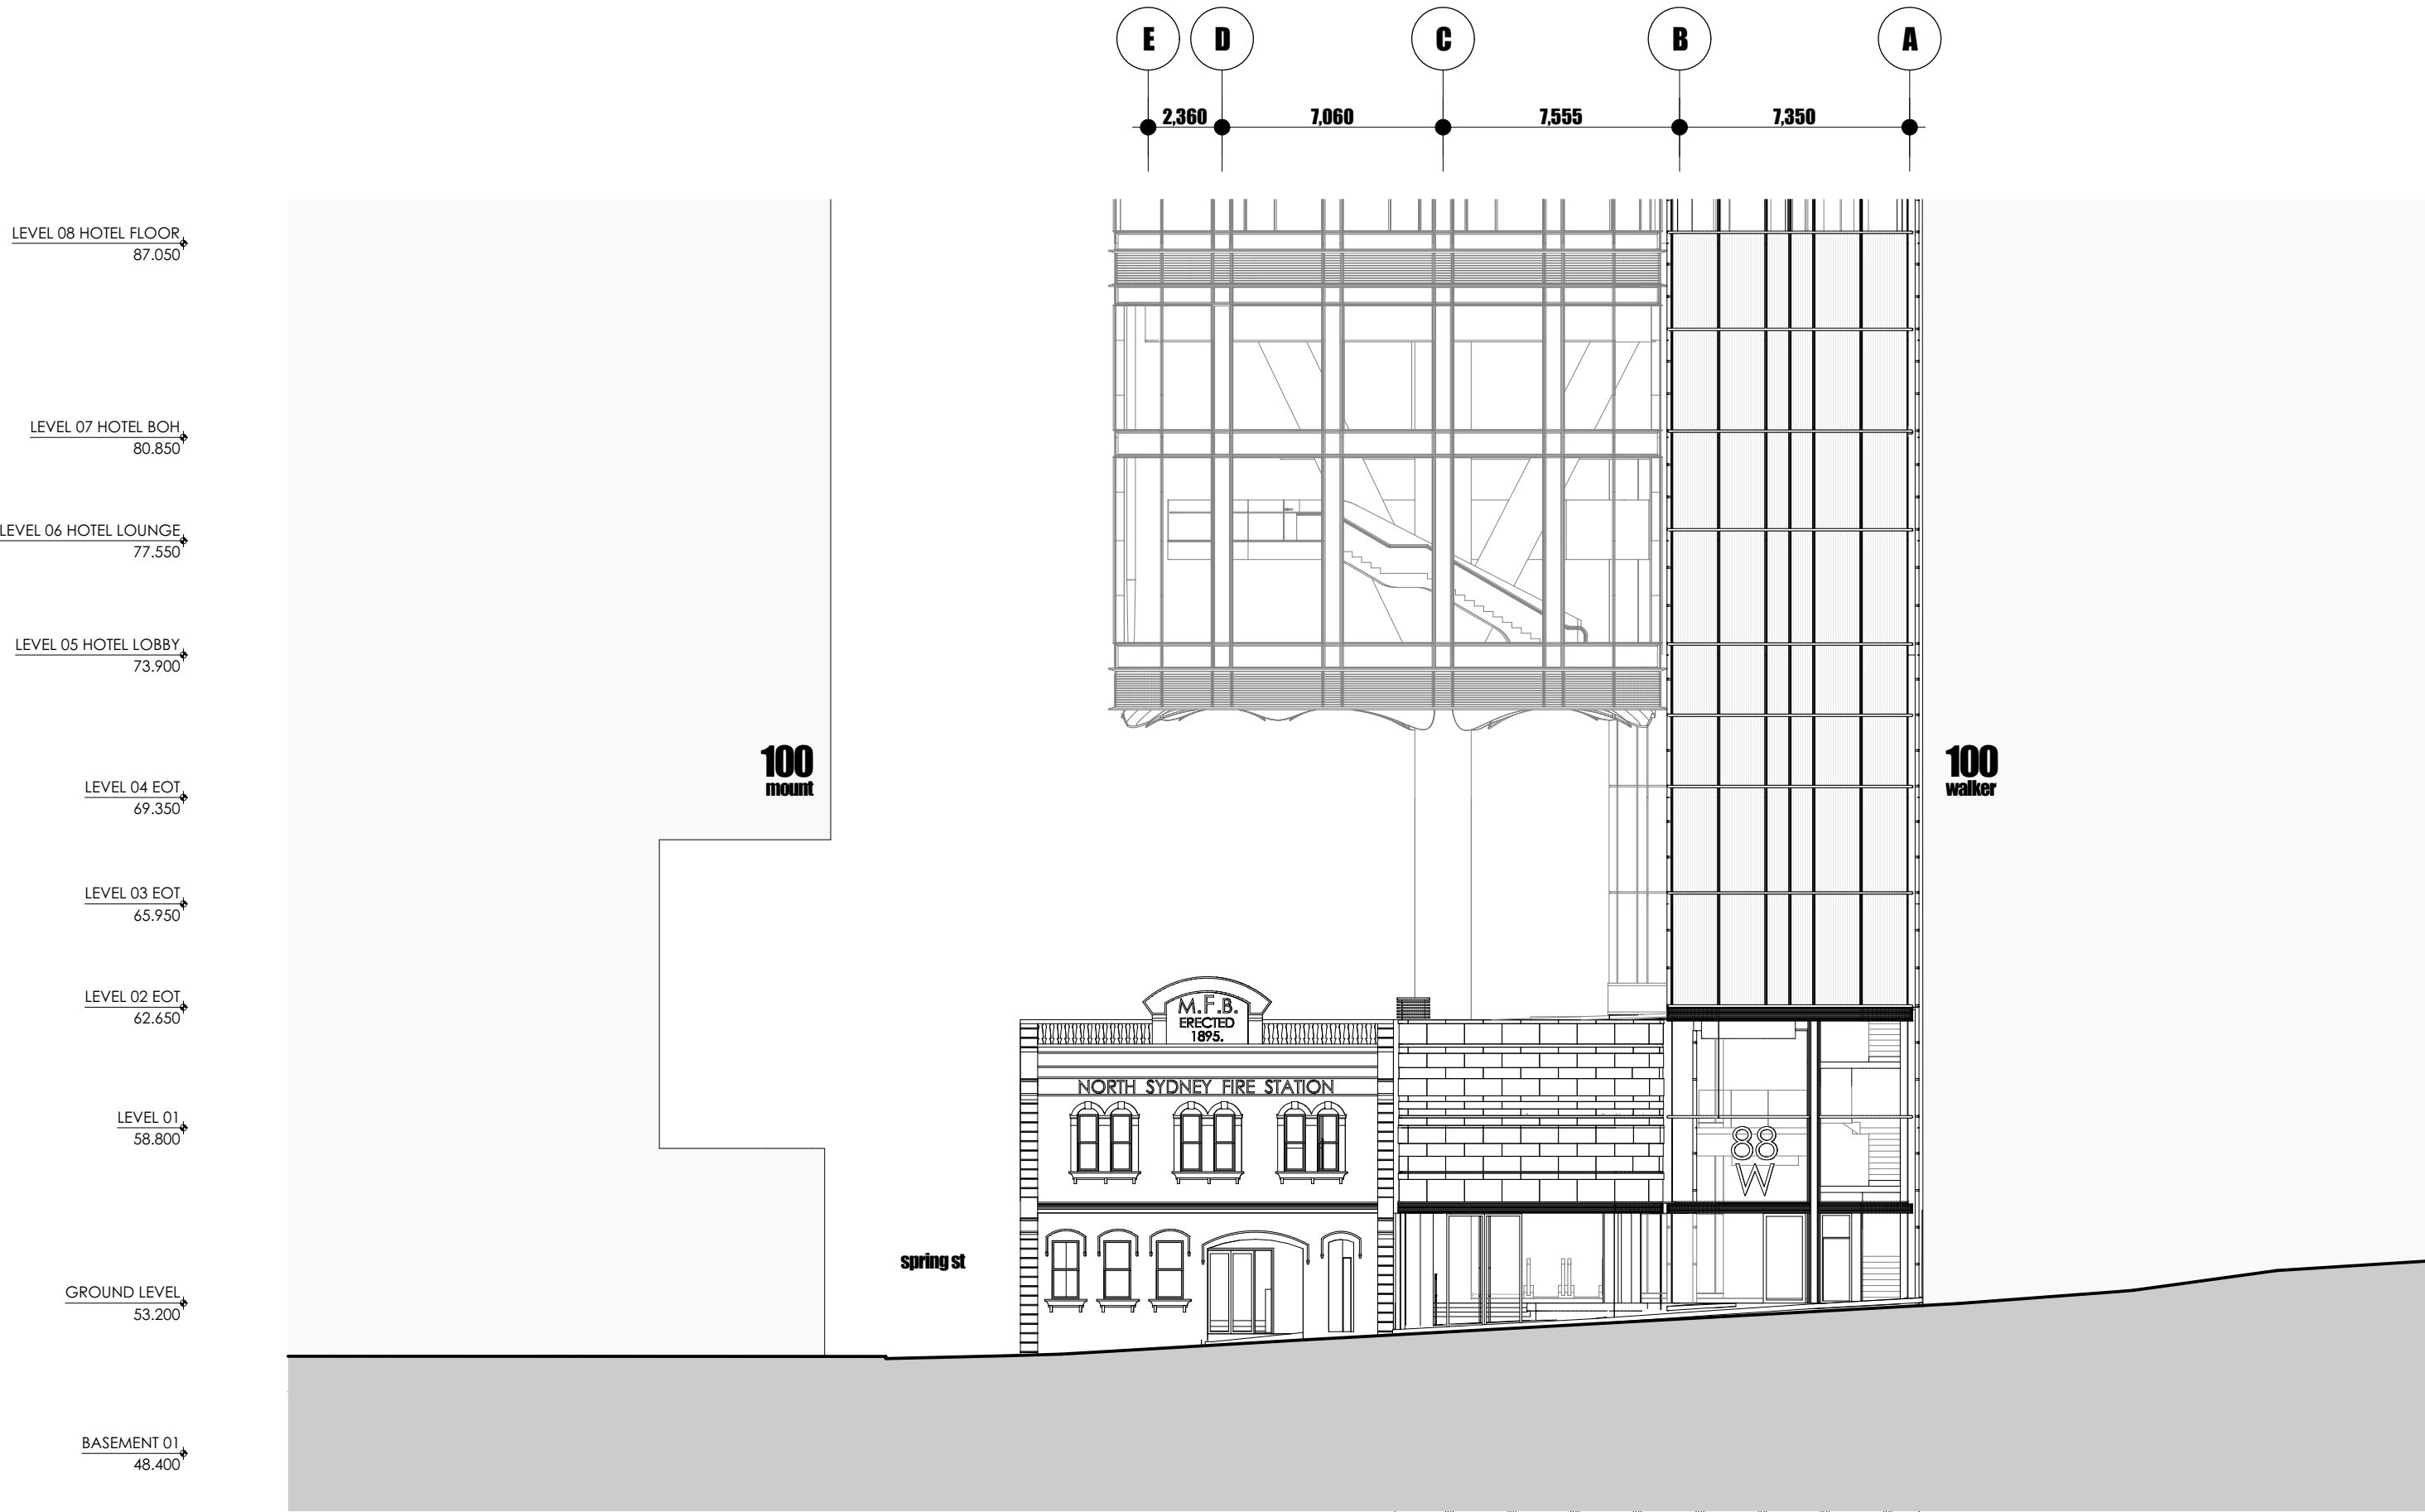 E D C B A
2,360 7,060 7,555 7,350
LEVEL 08 HOTEL FLOOR
87.050
LEVEL 07 HOTEL BOH
80.850
LEVEL 06 HOTEL LOUNGE
77.550
LEVEL 05 HOTEL LOBBY
73.900
100
mount
100
walker
LEVEL 04 EOT
69.350
LEVEL 03 EOT
65.950
LEVEL 02 EOT
62.650
M.F.B.
ERECTED
1895.
NORTH SYDNEY FIRE STATION
LEVEL 01
58.800
88
W
spring st
GROUND LEVEL
53.200
BASEMENT 01
48.400